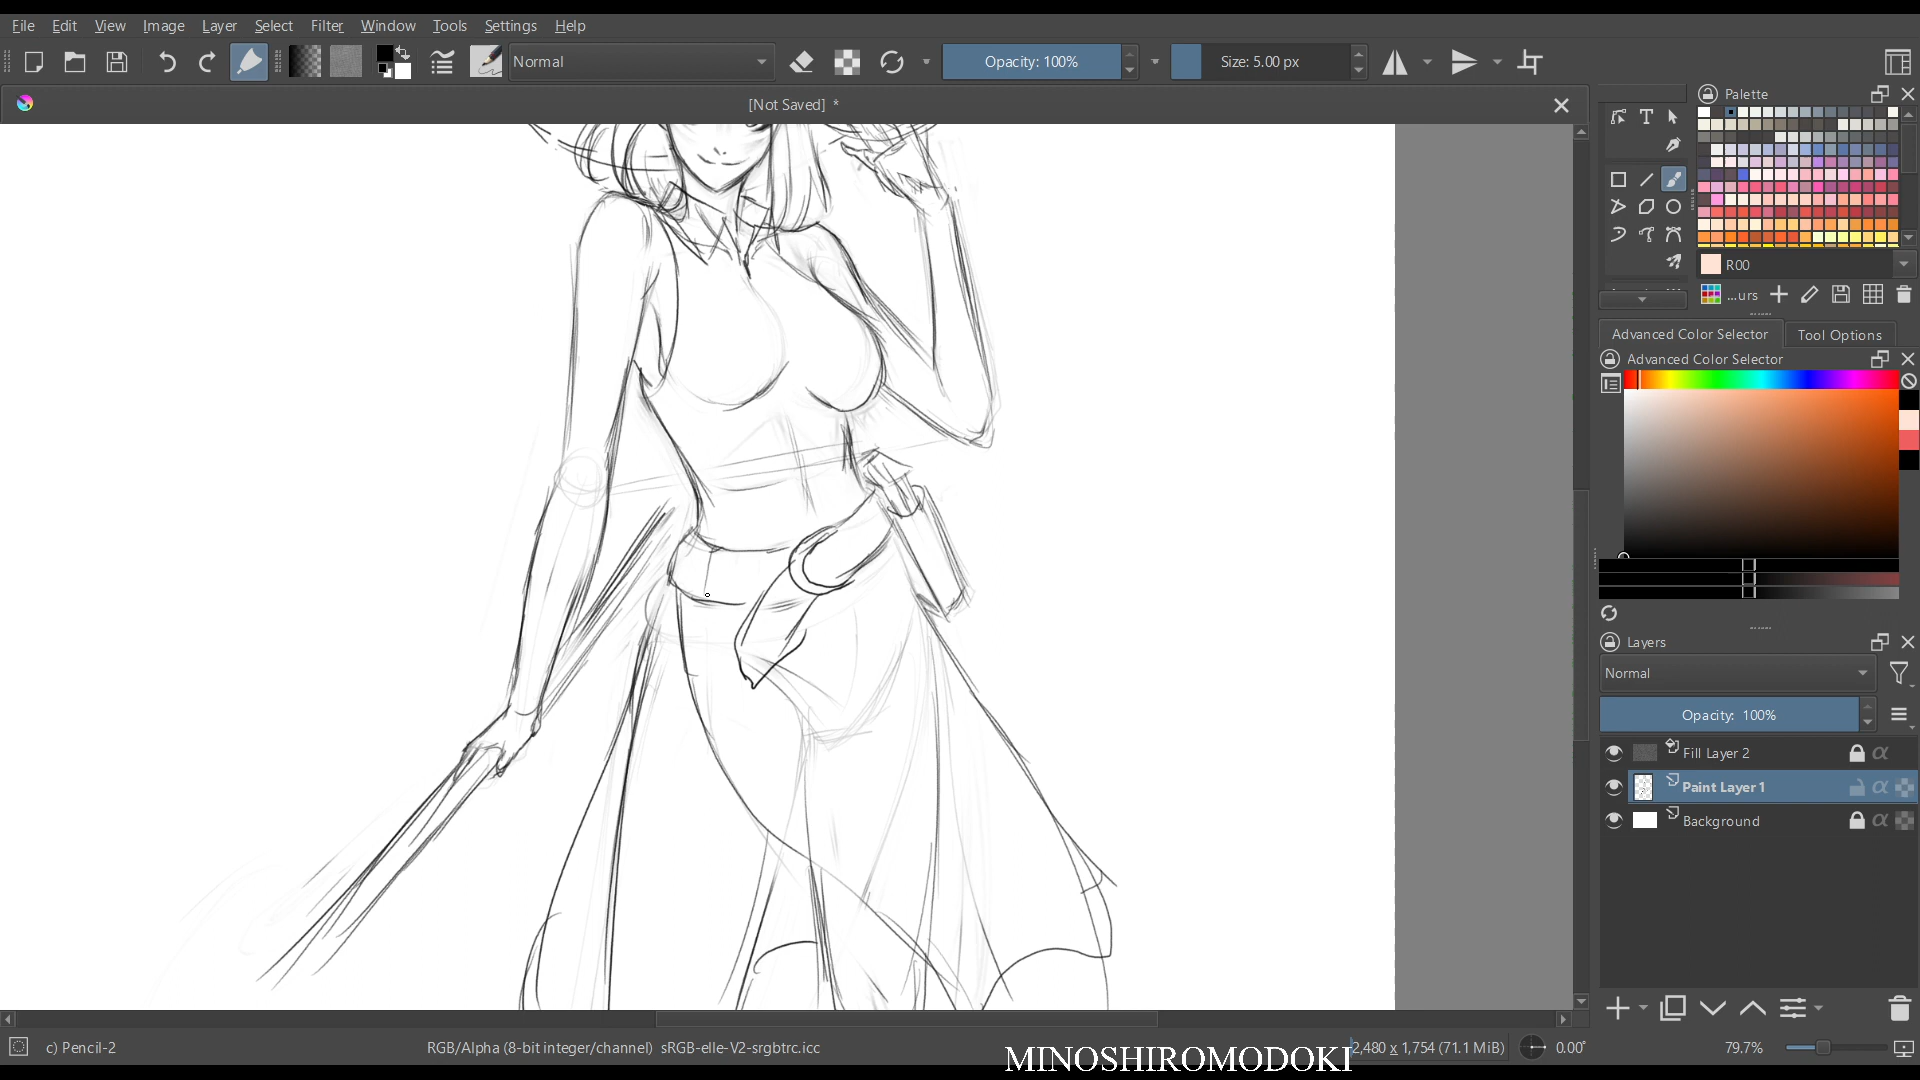 File Edit View Image Layer Select Filter Window Tools Settings Help
Normal
Opacity: 100%
Size: 5.00 px
[Not Saved] *
Palette
R00
...urs
Advanced Color Selector
Tool Options
Advanced Color Selector
Layers
Normal
Opacity: 100%
Fill Layer 2
Paint Layer 1
Background
c) Pencil-2
RGB/Alpha (8-bit integer/channel) sRGB-elle-V2-srgbtrc.icc
2,480 x 1,754 (71.1 MiB)
0.00°
79.7%
MINOSHIROMODOKI